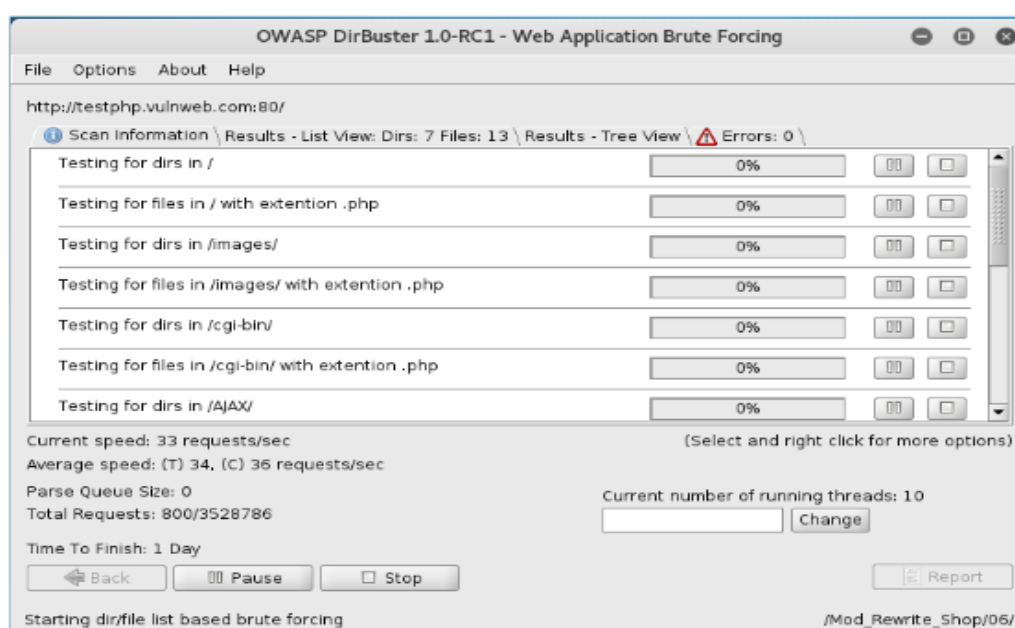 OWASP DirBuster 1.0-RC1 - Web Application Brute Forcing
File Options About Help
http://testphp.vulnweb.com:80/
Scan Information \ Results - List View: Dirs: 7 Files: 13 \ Results - Tree View \ Errors: 0 \
Testing for dirs in / 0%
Testing for files in / with extention .php 0%
Testing for dirs in /images/ 0%
Testing for files in /images/ with extention .php 0%
Testing for dirs in /cgi-bin/ 0%
Testing for files in /cgi-bin/ with extention .php 0%
Testing for dirs in /AJAX/ 0%
Current speed: 33 requests/sec (Select and right click for more options)
Average speed: (T) 34, (C) 36 requests/sec
Parse Queue Size: 0
Current number of running threads: 10
Total Requests: 800/3528786
Change
Time To Finish: 1 Day
Back Pause Stop Report
Starting dir/file list based brute forcing /Mod_Rewrite_Shop/06/